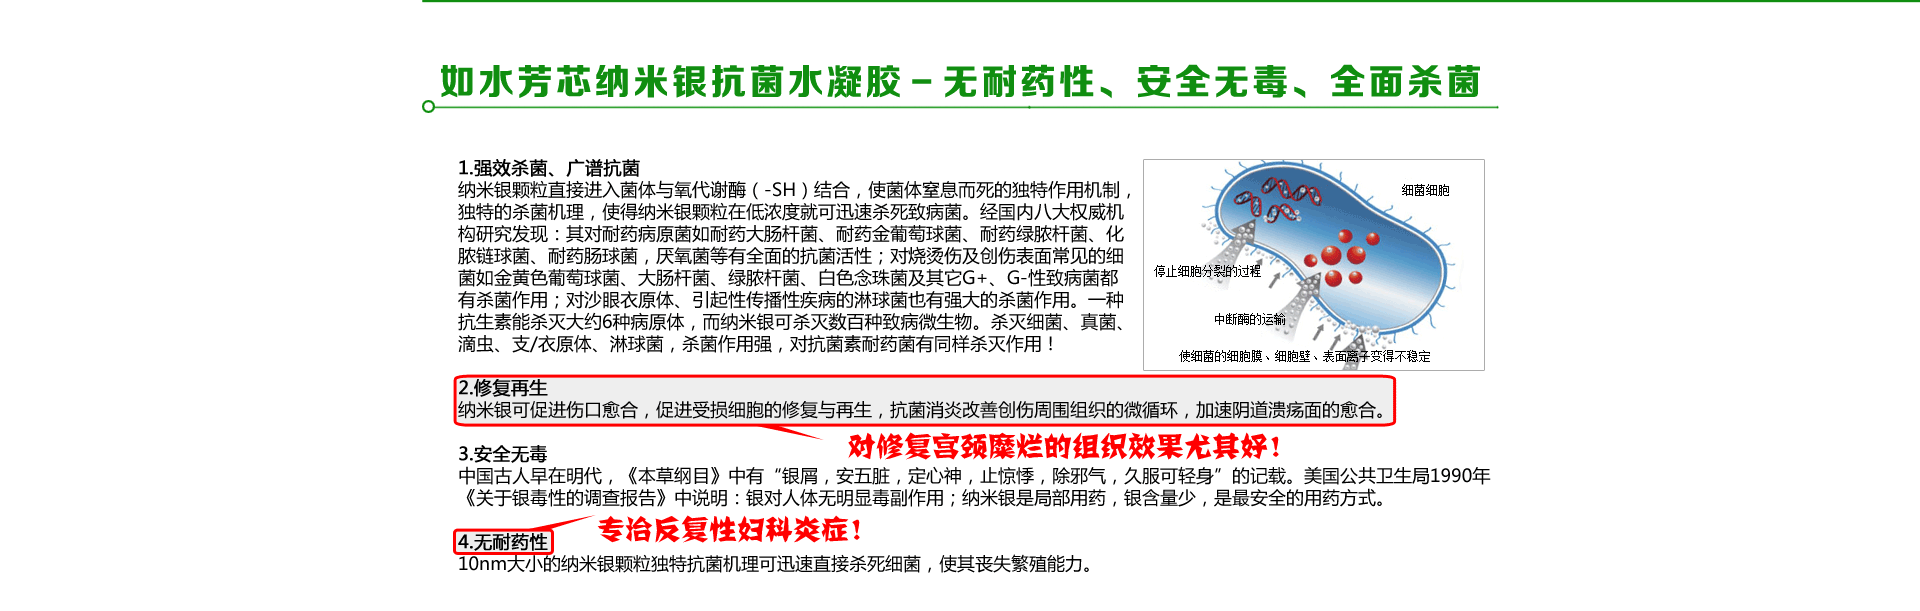 如水芳芯纳米银抗菌水凝胶－无耐药性、安全无毒、全面杀菌
1.强效杀菌、广谱抗菌
纳米银颗粒直接进入菌体与氧代谢酶（-SH）结合，使菌体窒息而死的独特作用机制，
独特的杀菌机理，使得纳米银颗粒在低浓度就可迅速杀死致病菌。经国内八大权威机
构研究发现：其对耐药病原菌如耐药大肠杆菌、耐药金葡萄球菌、耐药绿脓杆菌、化
脓链球菌、耐药肠球菌，厌氧菌等有全面的抗菌活性；对烧烫伤及创伤表面常见的细
菌如金黄色葡萄球菌、大肠杆菌、绿脓杆菌、白色念珠菌及其它G+、G-性致病菌都
有杀菌作用；对沙眼衣原体、引起性传播性疾病的淋球菌也有强大的杀菌作用。一种
抗生素能杀灭大约6种病原体，而纳米银可杀灭数百种致病微生物。杀灭细菌、真菌、
滴虫、支/衣原体、淋球菌，杀菌作用强，对抗菌素耐药菌有同样杀灭作用！
细菌细胞
停止细胞分裂的过程
中断酶的运输
使细菌的细胞膜、细胞壁、表面离子变得不稳定
2.修复再生
纳米银可促进伤口愈合，促进受损细胞的修复与再生，抗菌消炎改善创伤周围组织的微循环，加速阴道溃疡面的愈合。
对修复宫颈糜烂的组织效果尤其好！
3.安全无毒
中国古人早在明代，《本草纲目》中有“银屑，安五脏，定心神，止惊悸，除邪气，久服可轻身”的记载。美国公共卫生局1990年
《关于银毒性的调查报告》中说明：银对人体无明显毒副作用；纳米银是局部用药，银含量少，是最安全的用药方式。
专治反复性妇科炎症！
4.无耐药性
10nm大小的纳米银颗粒独特抗菌机理可迅速直接杀死细菌，使其丧失繁殖能力。